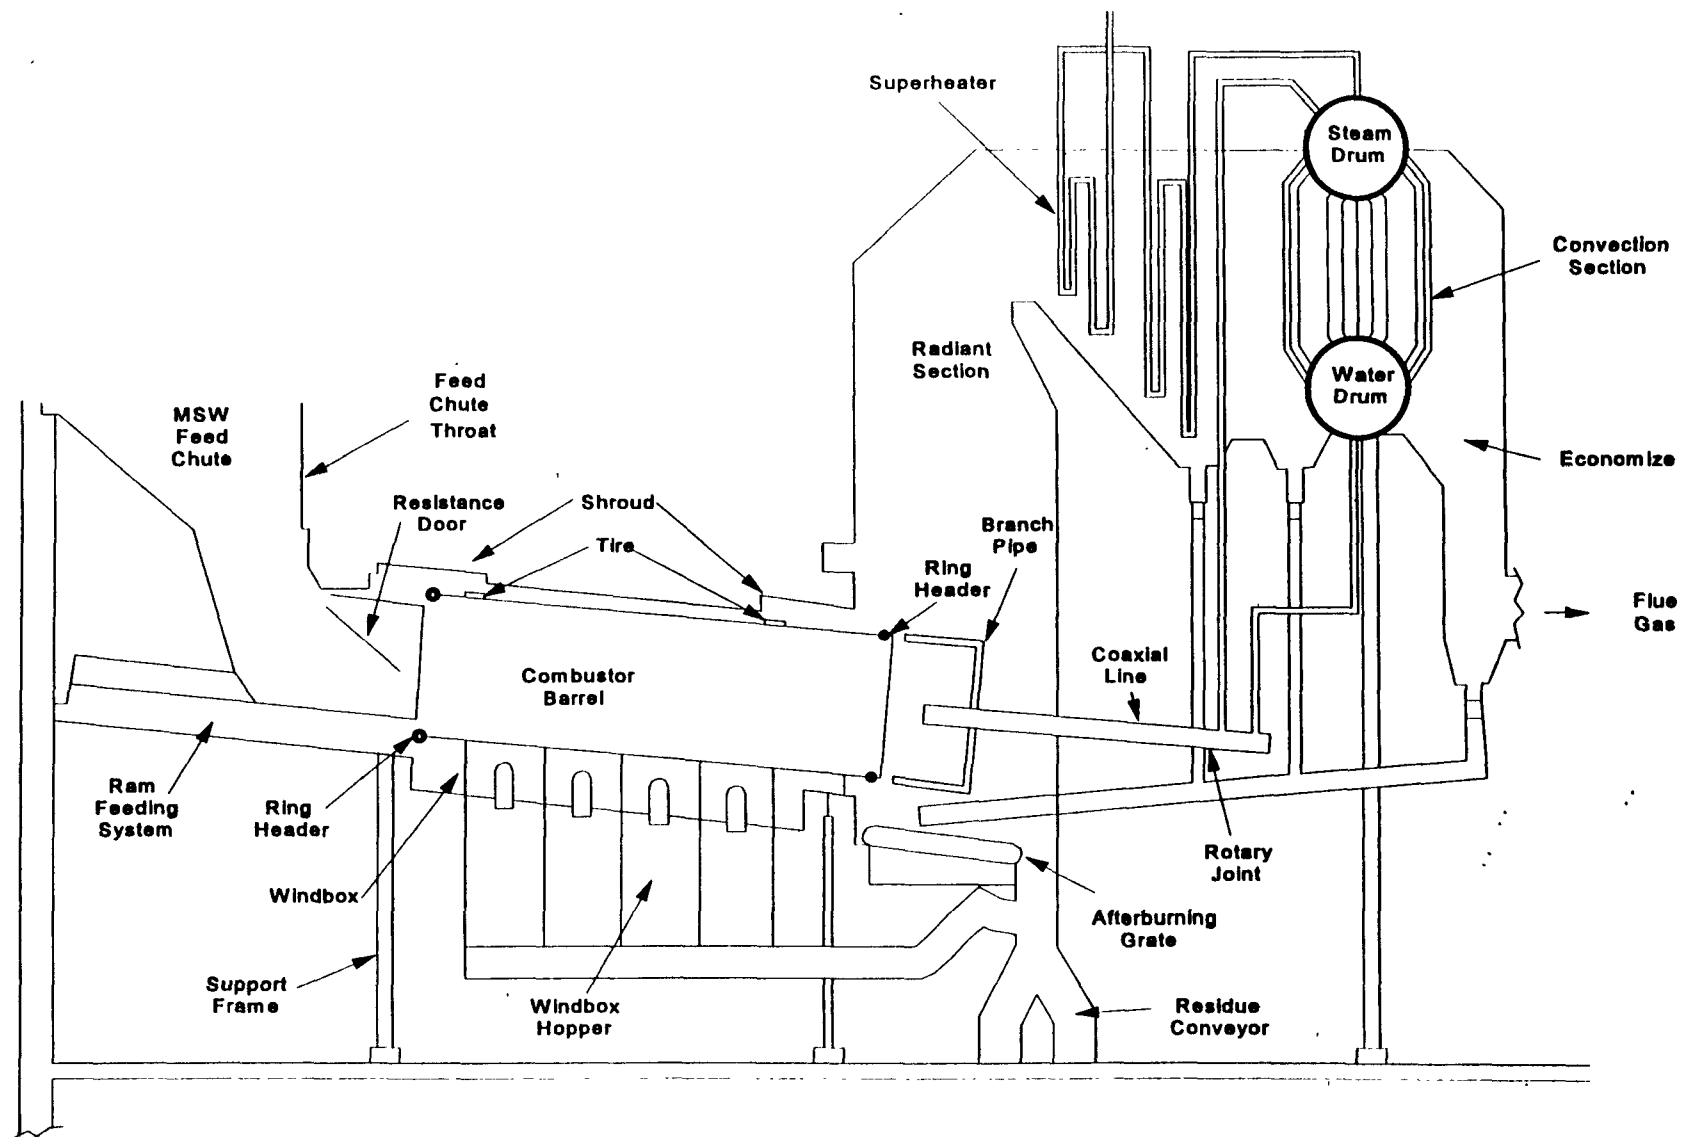 Superheater
Steam
Drum
Convection
Section
Radiant
Section
Water
Drum
Feed
Chute
Throat
MSW
Feed
Chute
Economize
Resistance
Door
Shroud
Tire
Branch
Pipe
Ring
Header
Flue
Gas
Combustor
Barrel
Coaxial
Line
Ram
Feeding
System
Ring
Header
Rotary
Joint
Windbox
Afterburning
Grate
Support
Frame
Windbox
Hopper
Residue
Conveyor